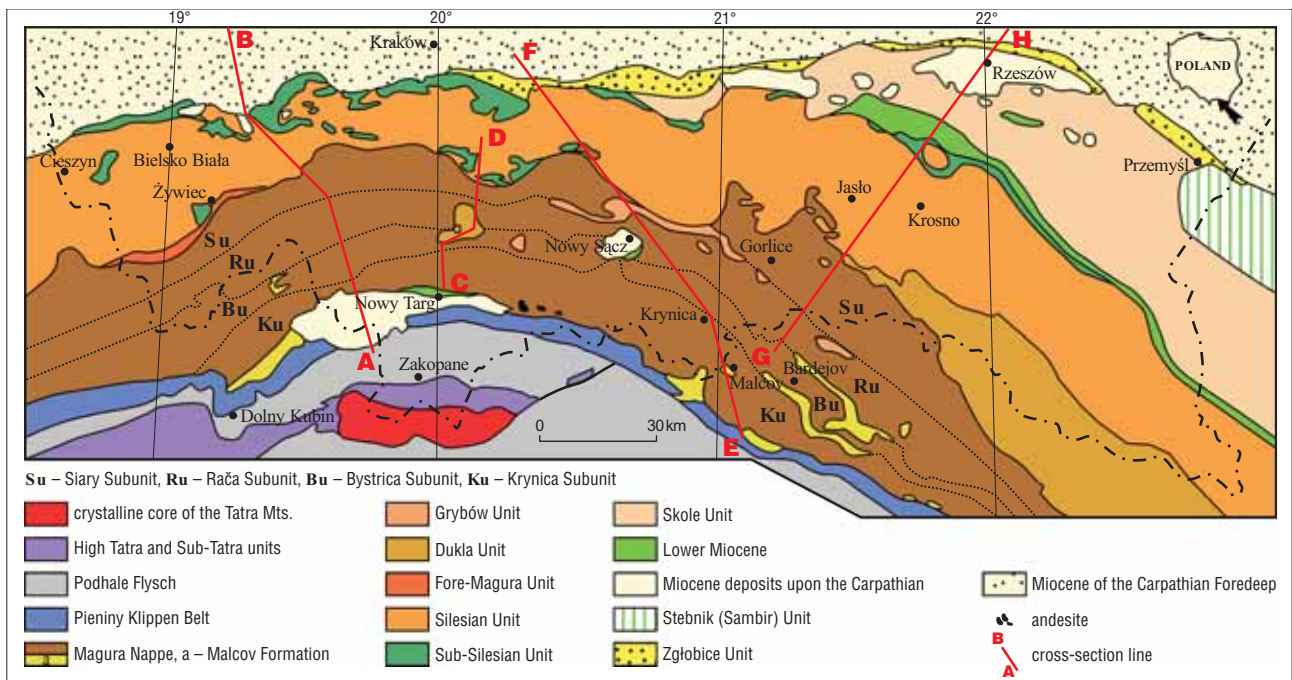 19° 20° 21° 22°
B
F
H
Kraków
Rzeszów
POLAND
D
Cieszyn
Bielsko Biała
Przemyśl
Żywiec
Jasło
Krosno
Su
Ru
Bu
Ku
Nowy Sącz
Gorlice
C
Nowy Targ
Krynica
Su
A
Zakopane
G
Malcov
Bardejov
Ru
Bu
Ku
Dolny Kubin
0 30 km
E
Su – Siary Subunit, Ru – Rača Subunit, Bu – Bystrica Subunit, Ku – Krynica Subunit
crystalline core of the Tatra Mts.
High Tatra and Sub-Tatra units
Podhale Flysch
Pieniny Klippen Belt
Magura Nappe, a – Malcov Formation
Grybów Unit
Dukla Unit
Fore-Magura Unit
Silesian Unit
Sub-Silesian Unit
Skole Unit
Lower Miocene
Miocene deposits upon the Carpathian
Stebnik (Sambir) Unit
Zgłobice Unit
Miocene of the Carpathian Foredeep
andesite
B
cross-section line
A